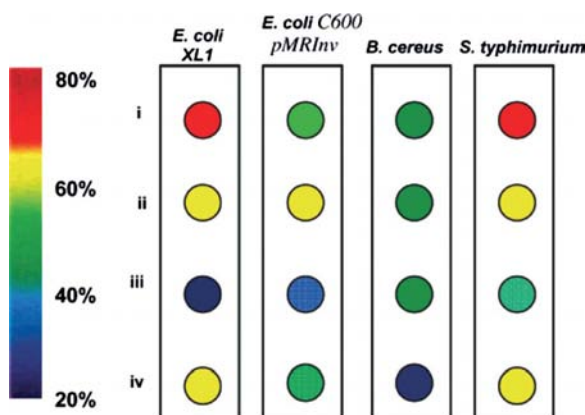 E. coli
XL1
E. coli C600
pMRInv
B. cereus
S. typhimurium
80%
60%
40%
20%
i
ii
iii
iv